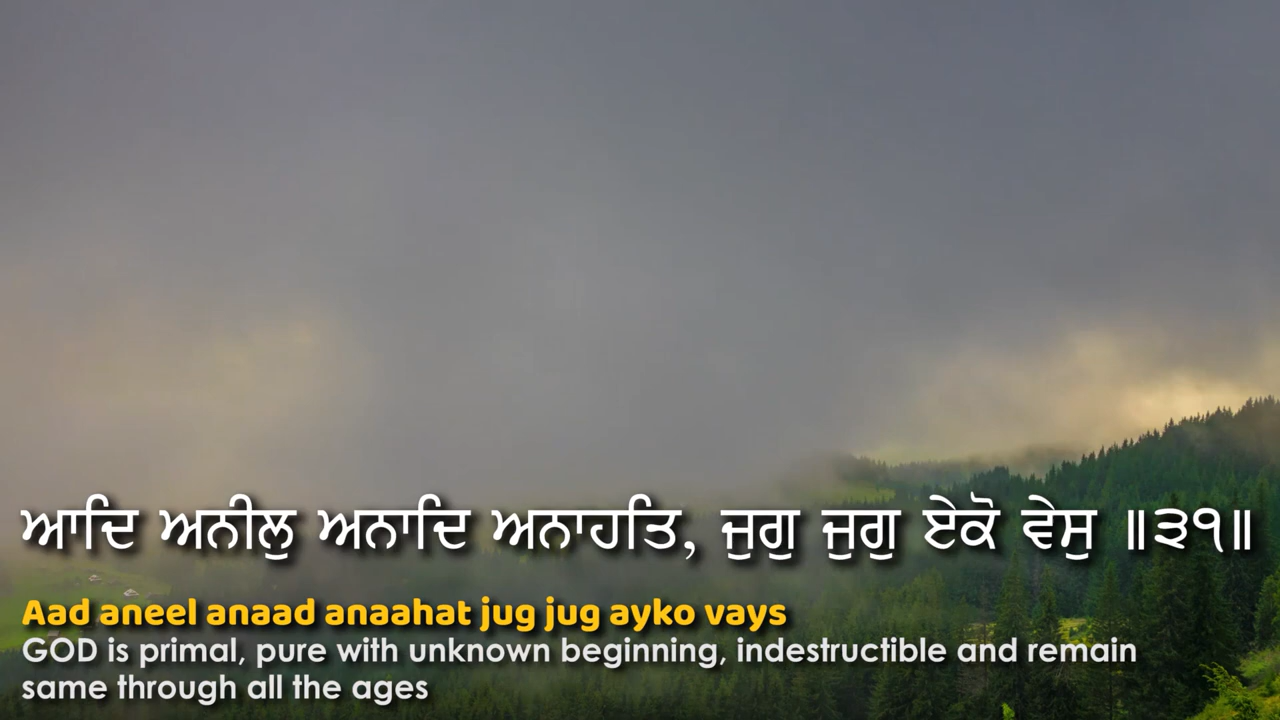 ਆਦਿ ਅਨੀਲੁ ਅਨਾਦਿ ਅਨਾਹਤਿ, ਜੁਗੁ ਜੁਗੁ ਏਕੋ ਵੇਸੁ ॥੩੧॥
Aad aneel anaad anaahat jug jug ayko vays
GOD is primal, pure with unknown beginning, indestructible and remain
same through all the ages